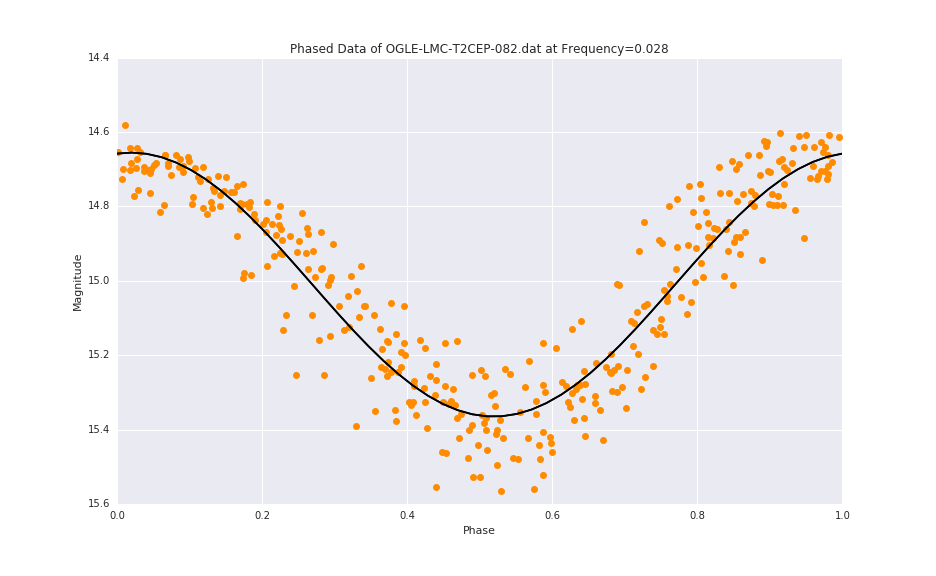 Phased Data of OGLE-LMC-T2CEP-082.dat at Frequency=0.028
14.4
14.6
14.8
15.0
15.2
15.4
15.6
Magnitude
0.0 0.2 0.4 0.6 0.8 1.0
Phase